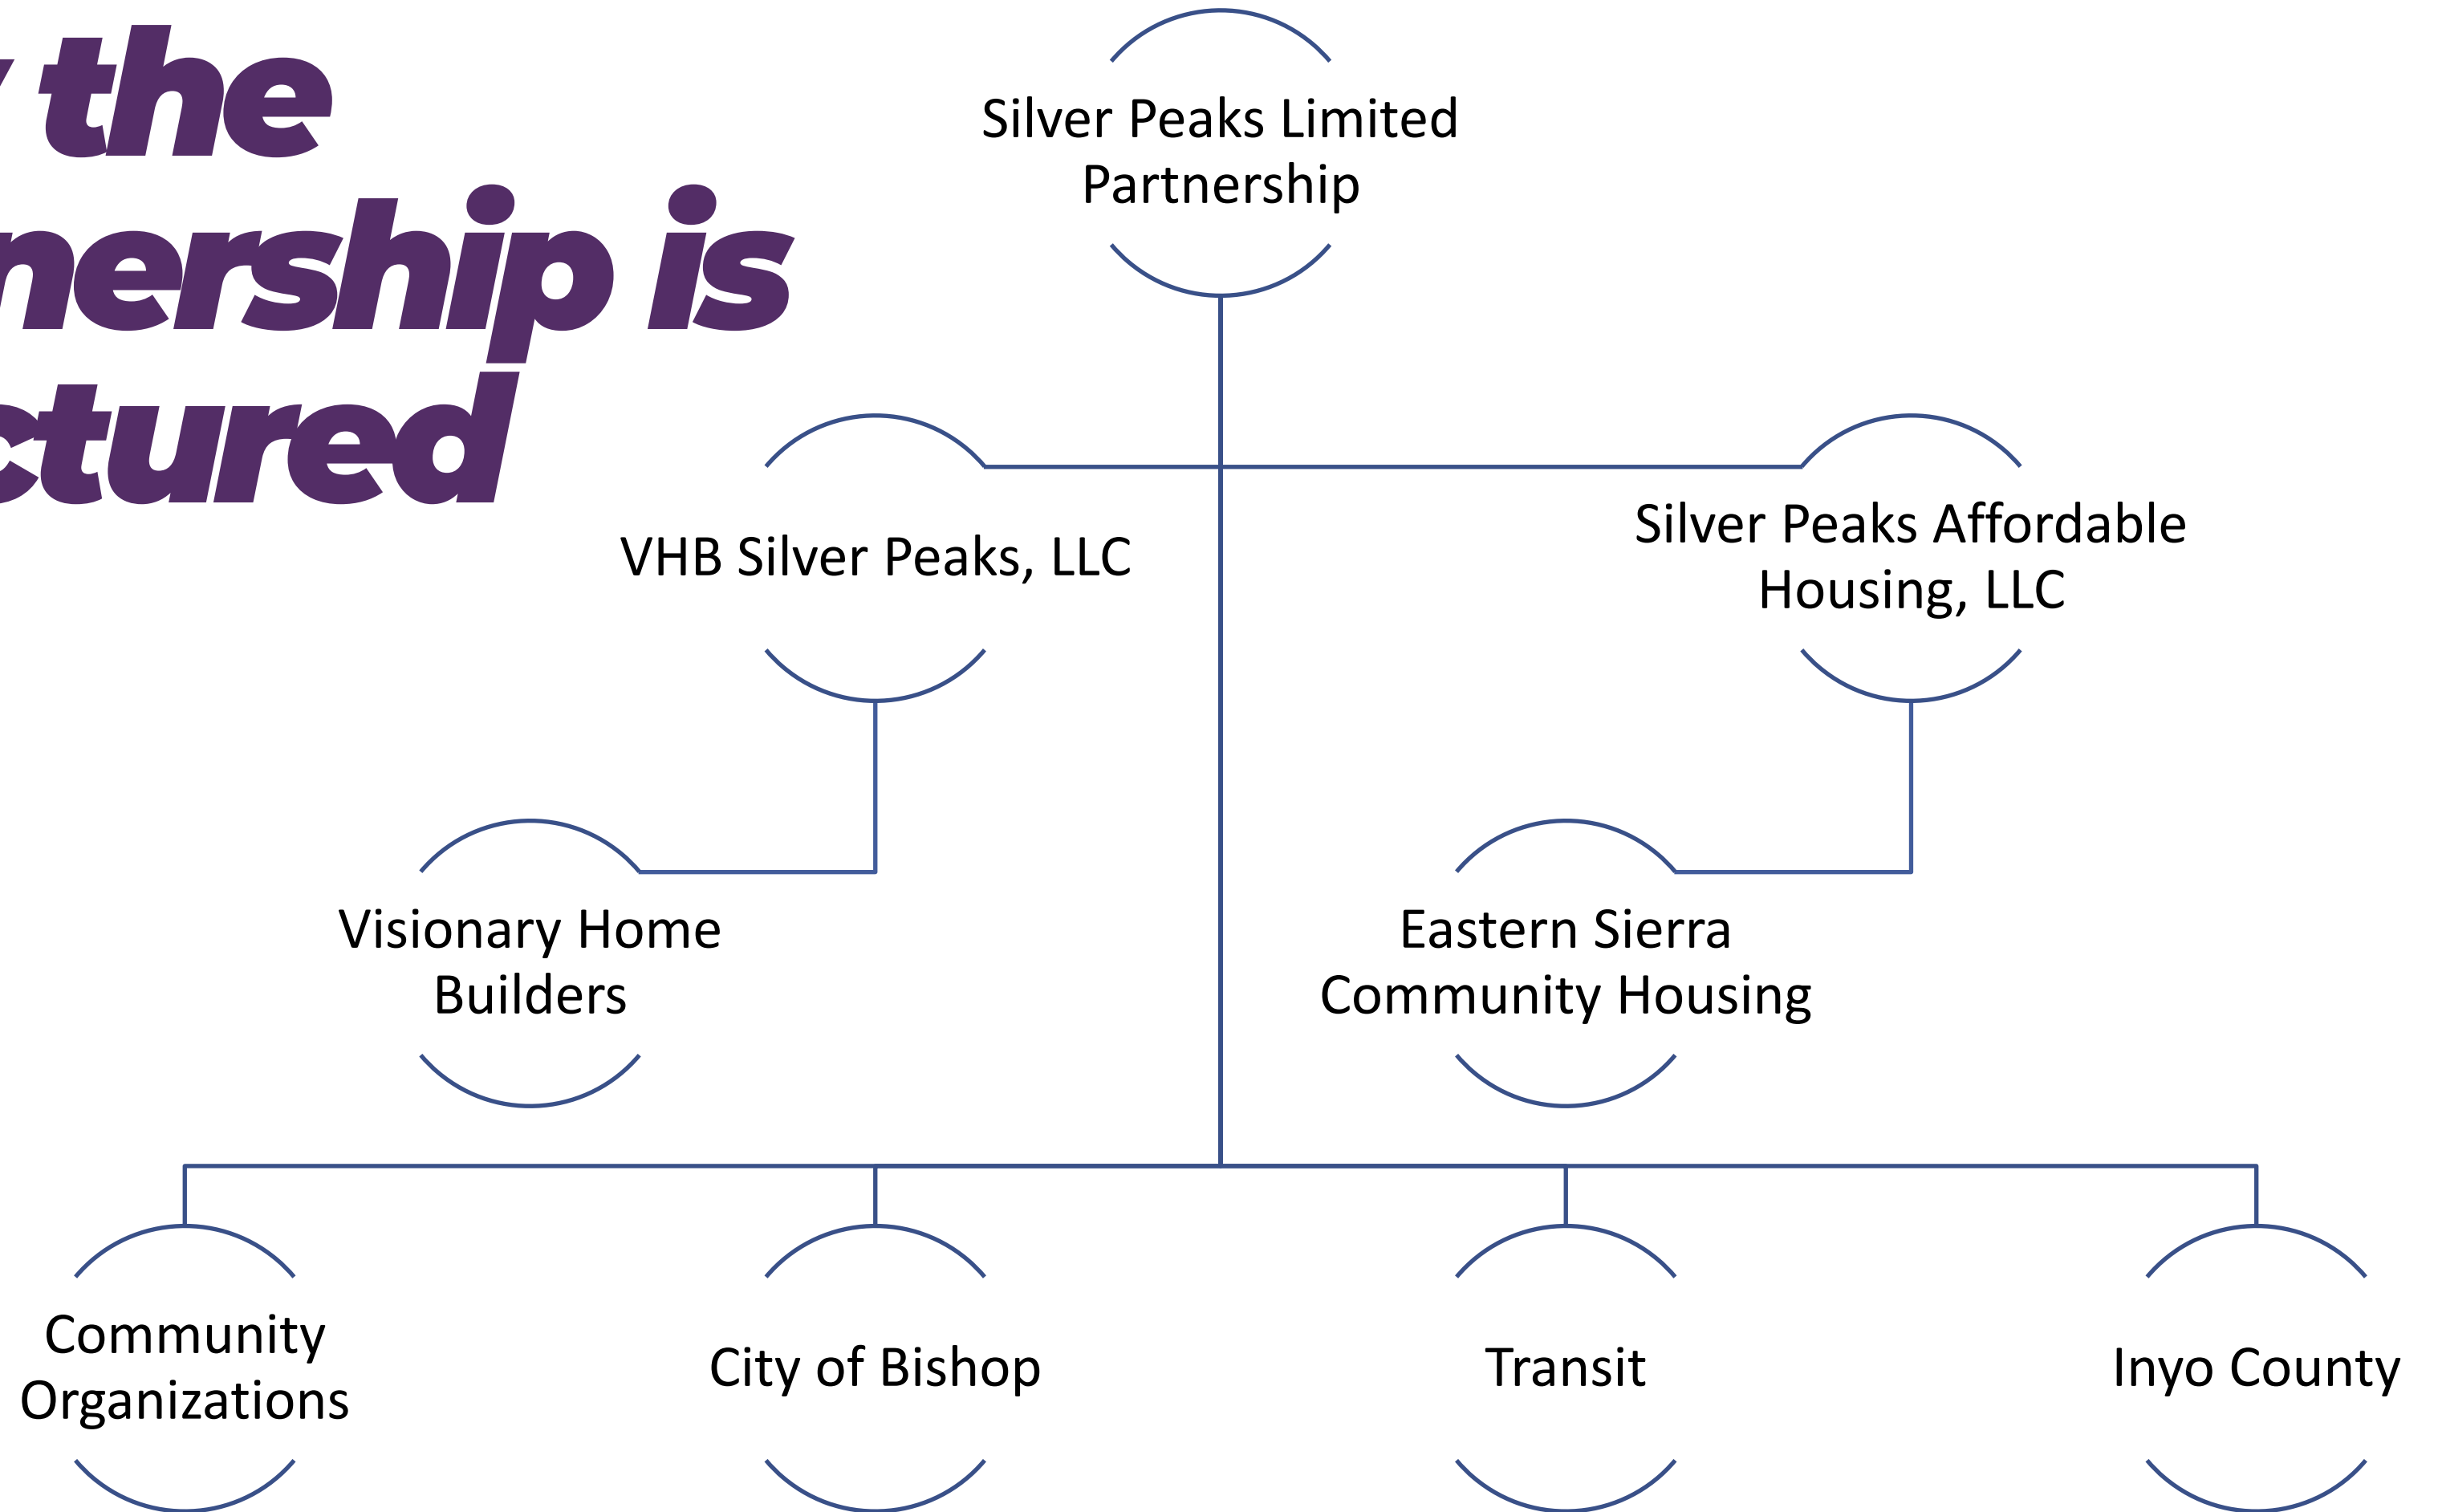 the
nership is
ctured
Silver Peaks Limited
Partnership
VHB Silver Peaks, LLC
Silver Peaks Affordable
Housing, LLC
Visionary Home
Builders
Eastern Sierra
Community Housing
Community
Organizations
City of Bishop
Transit
Inyo County